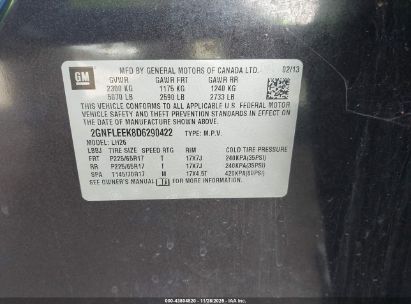 GM MFD BY GENERAL MOTORS OF CANADA LTD. 02/13
GVWR GAWR FRT GAWR RR
2300 KG 1175 KG 1240 KG
5070 LB 2590 LB 2733 LB
THIS VEHICLE CONFORMS TO ALL APPLICABLE U.S. FEDERAL MOTOR
VEHICLE SAFETY AND THEFT PREVENTION STANDARDS IN EFFECT ON
THE DATE OF MANUFACTURE SHOWN ABOVE.
2GNFLEEK8D6290422 TYPE: M.P.V.
MODEL: LH26
TIRE SIZE SPEED RTG RIM COLD TIRE PRESSURE
FRT P225/65R17 T 17X7J 240KPA(35PSI)
RR P225/65R17 T 17X7J 240KPA(35PSI)
SPA T145/70R17 M 17X4.5T 420KPA(60PSI)
SEE OWNER'S MANUAL